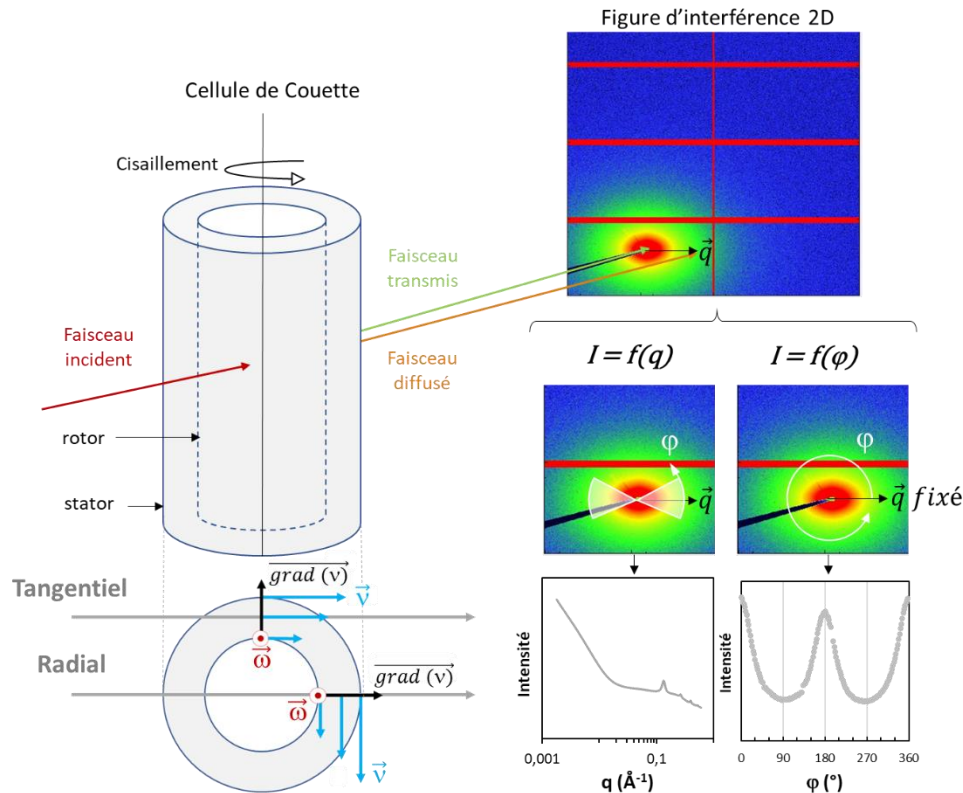 Figure d’interférence 2D
Cellule de Couette
Cisaillement
q
Faisceau
transmis
Faisceau
incident
Faisceau
diffusé
rotor
stator
I = f(q)
I = f(φ)
φ
q
φ
q fixé
Tangentiel
grad (ν)
ν
ω
Radial
grad (ν)
ω
ν
Intensité
0,001
0,1
q (Å⁻¹)
Intensité
0
90
180
270
360
φ (°)